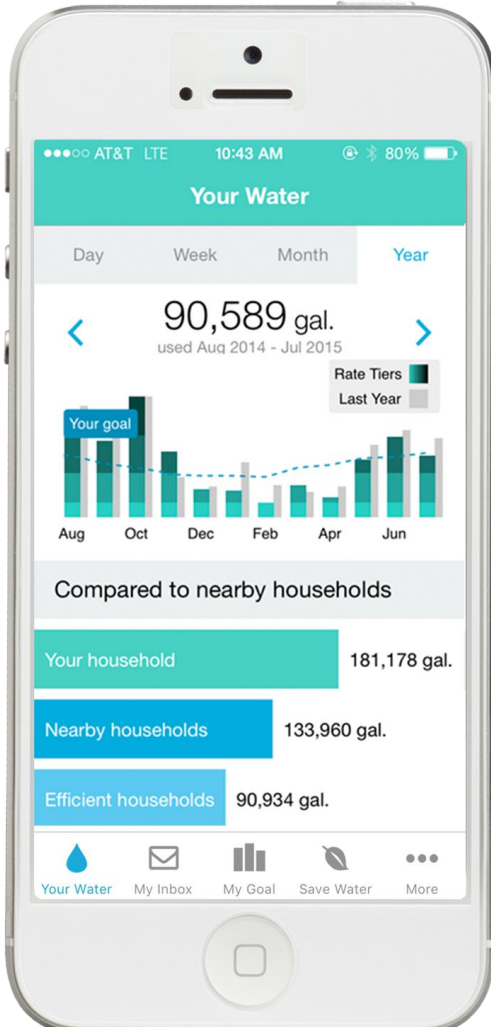 AT&T LTE 10:43 AM 80%
Your Water
Day Week Month Year
90,589 gal.
used Aug 2014 - Jul 2015
Rate Tiers
Last Year
Your goal
Aug Oct Dec Feb Apr Jun
Compared to nearby households
Your household 181,178 gal.
Nearby households 133,960 gal.
Efficient households 90,934 gal.
Your Water My Inbox My Goal Save Water More